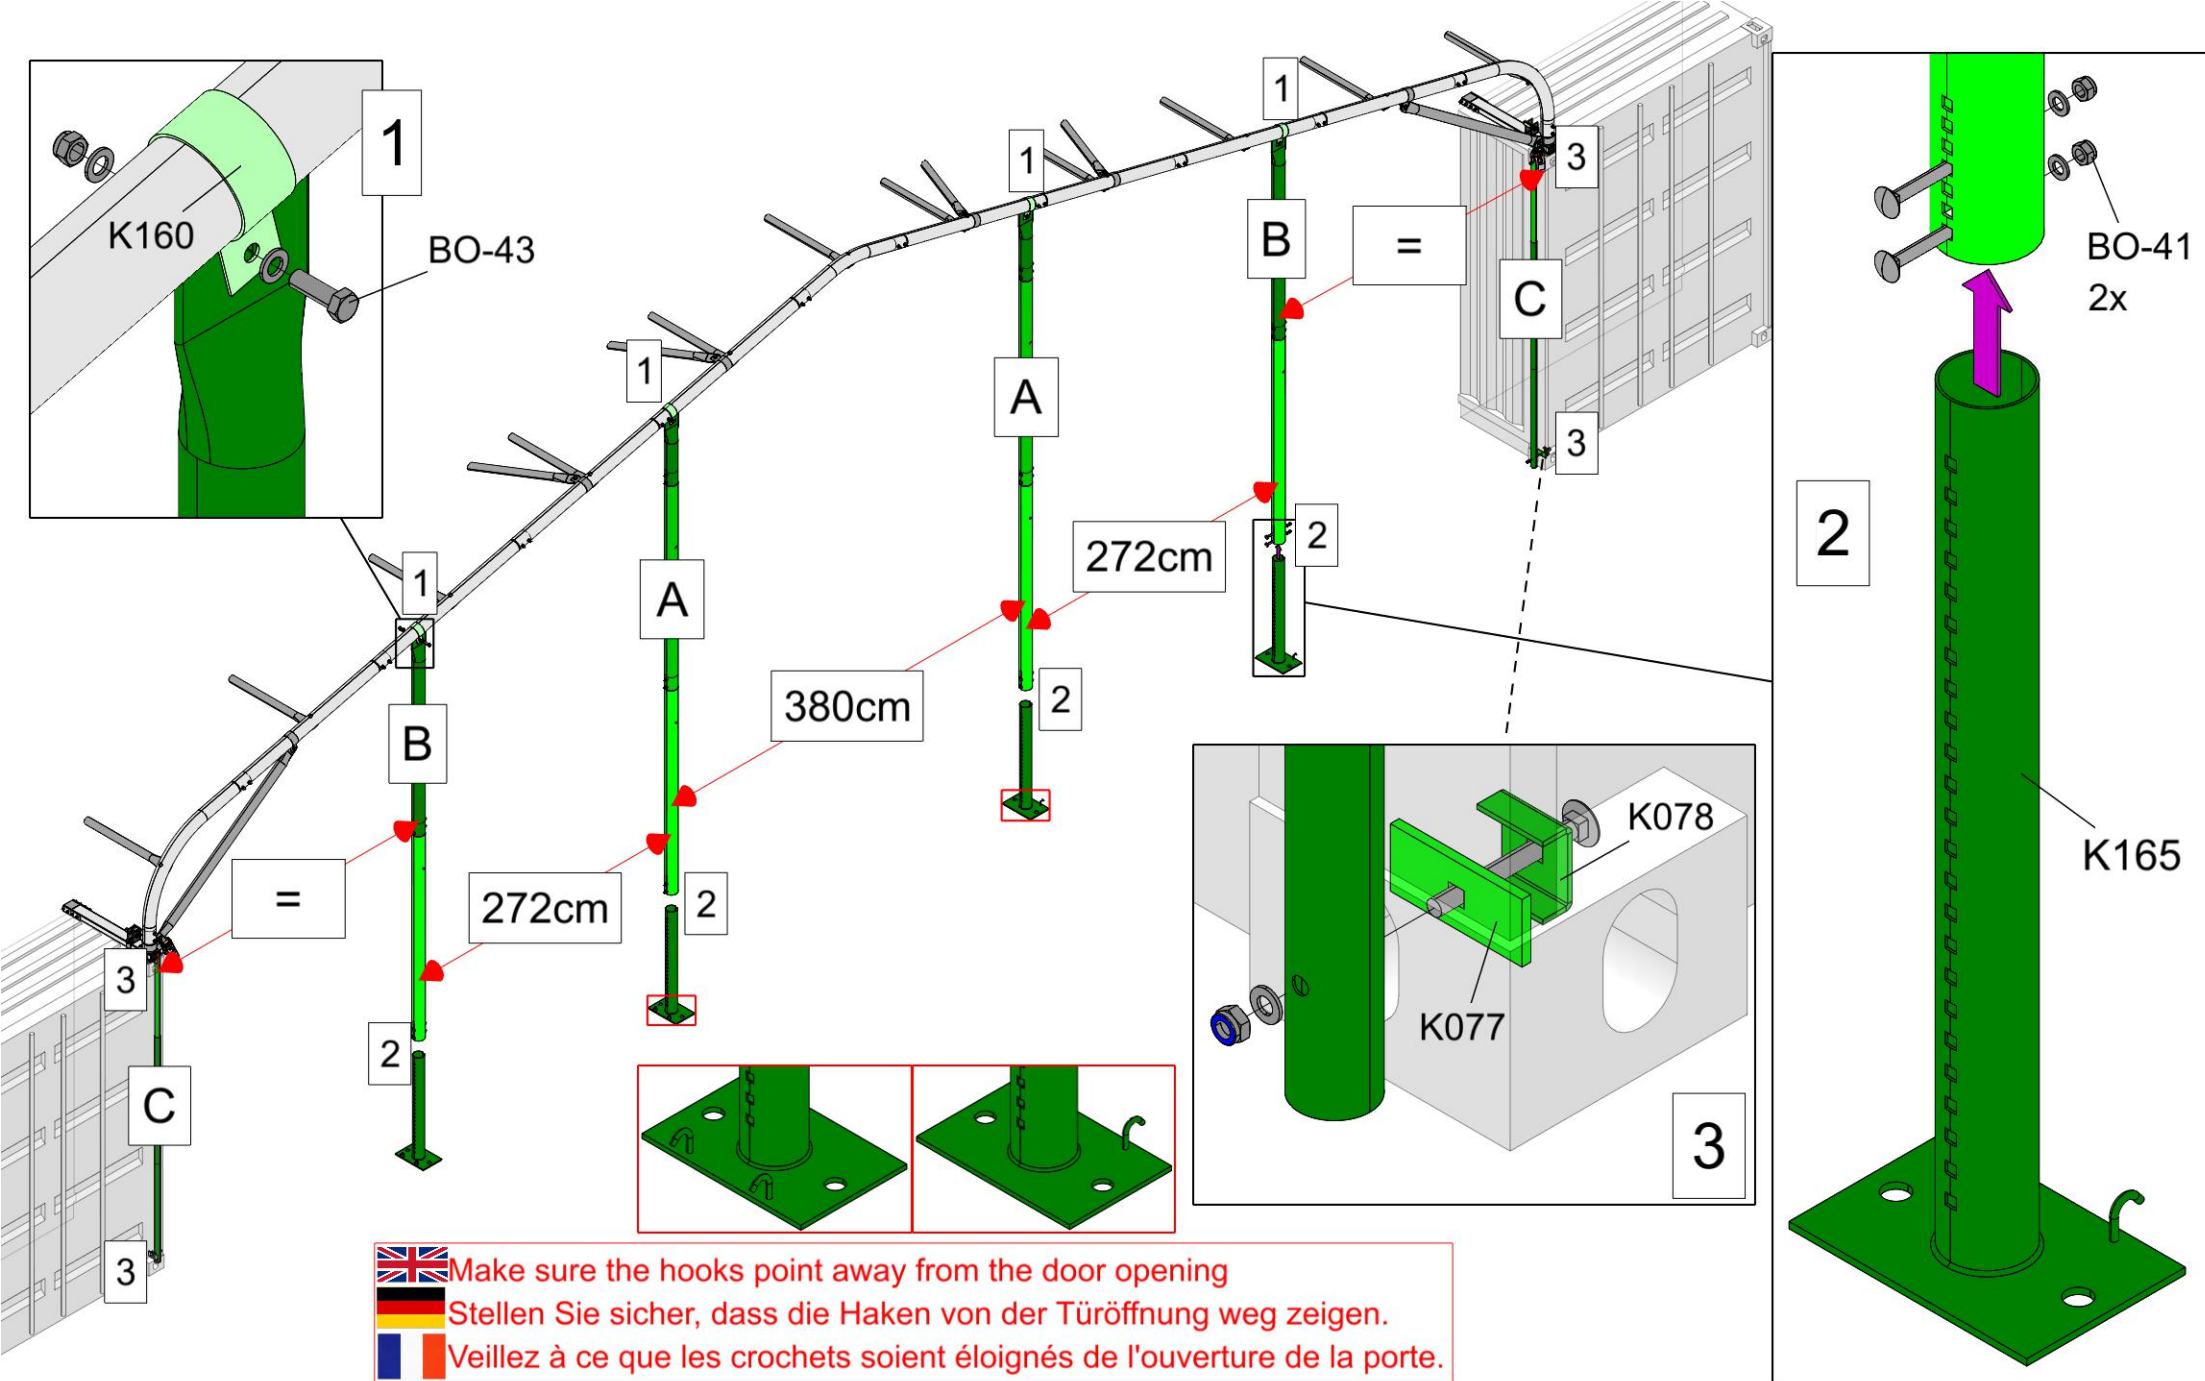 1
K160
BO-43
1
1
3
B
=
C
BO-41
2x
1
A
3
2
2
272cm
1
A
K165
B
380cm
2
3
=
272cm
2
K078
K077
3
2
C
3
Make sure the hooks point away from the door opening
Stellen Sie sicher, dass die Haken von der Türöffnung weg zeigen.
Veillez à ce que les crochets soient éloignés de l'ouverture de la porte.